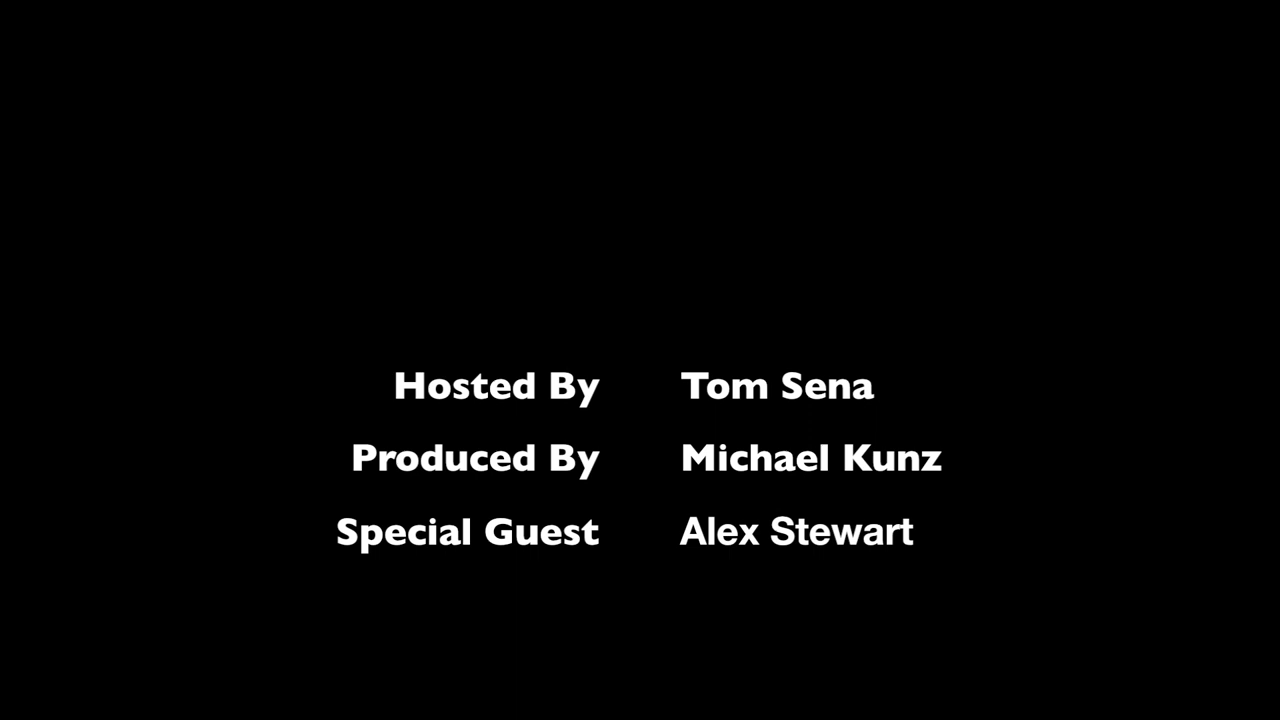 Hosted By Tom Sena
Produced By Michael Kunz
Special Guest Alex Stewart